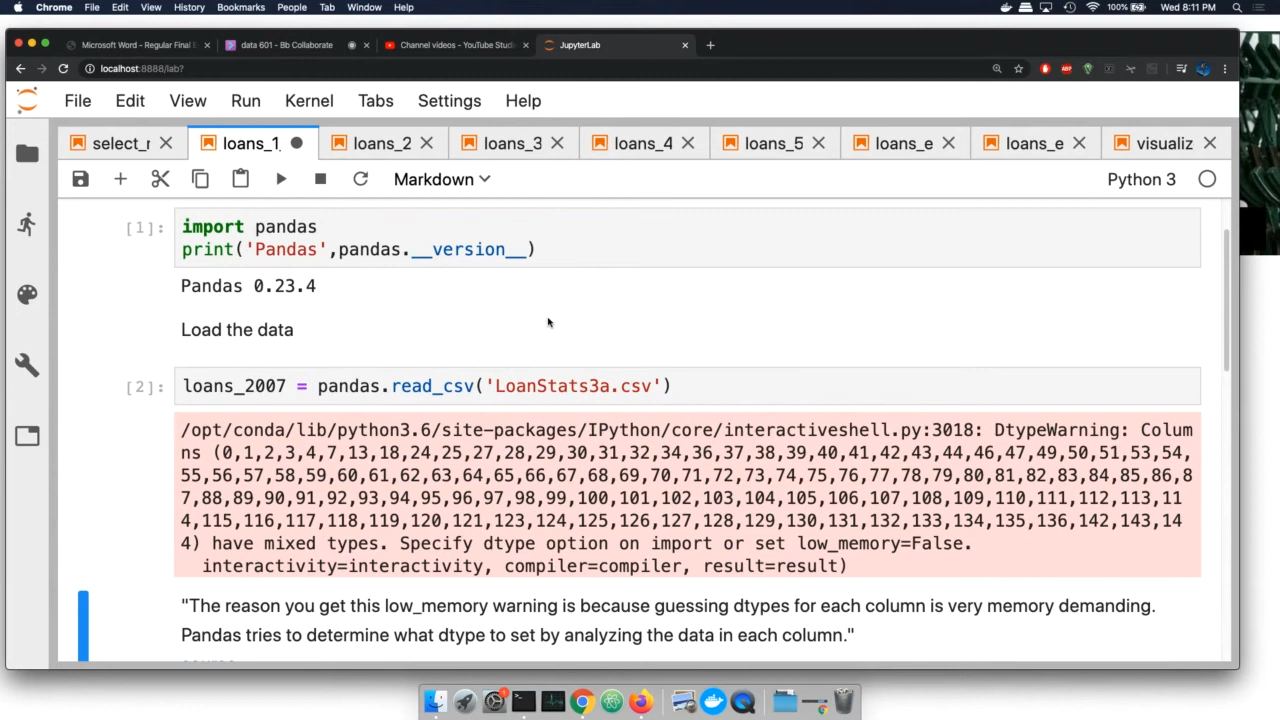 Chrome File Edit View History Bookmarks People Tab Window Help 100% Wed 8:11 PM
Microsoft Word - Regular Final E data 601 - Bb Collaborate Channel videos - YouTube Studi JupyterLab
localhost:8888/lab? ABP
File Edit View Run Kernel Tabs Settings Help
select_r loans_1 loans_2 loans_3 loans_4 loans_5 loans_e loans_e visualiz
Markdown Python 3
[1]: import pandas
print('Pandas',pandas.__version__)
Pandas 0.23.4
Load the data
[2]: loans_2007 = pandas.read_csv('LoanStats3a.csv')
/opt/conda/lib/python3.6/site-packages/IPython/core/interactiveshell.py:3018: DtypeWarning: Colum
ns (0,1,2,3,4,7,13,18,24,25,27,28,29,30,31,32,34,36,37,38,39,40,41,42,43,44,46,47,49,50,51,53,54,
55,56,57,58,59,60,61,62,63,64,65,66,67,68,69,70,71,72,73,74,75,76,77,78,79,80,81,82,83,84,85,86,8
7,88,89,90,91,92,93,94,95,96,97,98,99,100,101,102,103,104,105,106,107,108,109,110,111,112,113,11
4,115,116,117,118,119,120,121,123,124,125,126,127,128,129,130,131,132,133,134,135,136,142,143,14
4) have mixed types. Specify dtype option on import or set low_memory=False.
interactivity=interactivity, compiler=compiler, result=result)
"The reason you get this low_memory warning is because guessing dtypes for each column is very memory demanding.
Pandas tries to determine what dtype to set by analyzing the data in each column."